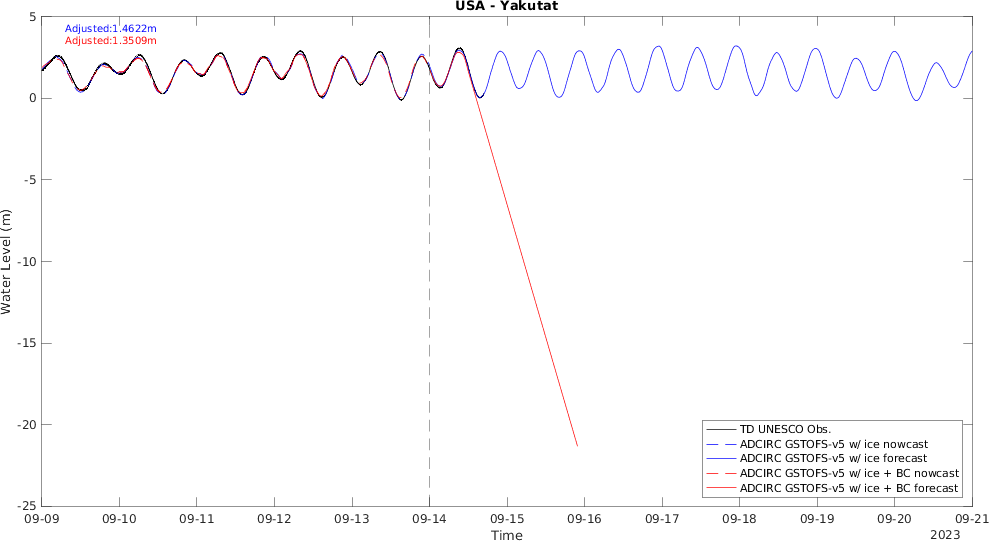 USA - Yakutat
Adjusted:1.4622m
Adjusted:1.3509m
5
0
-5
-10
-15
-20
-25
Water Level (m)
09-09 09-10 09-11 09-12 09-13 09-14 09-15 09-16 09-17 09-18 09-19 09-20 09-21
Time
2023
TD UNESCO Obs.
ADCIRC GSTOFS-v5 w/ ice nowcast
ADCIRC GSTOFS-v5 w/ ice forecast
ADCIRC GSTOFS-v5 w/ ice + BC nowcast
ADCIRC GSTOFS-v5 w/ ice + BC forecast